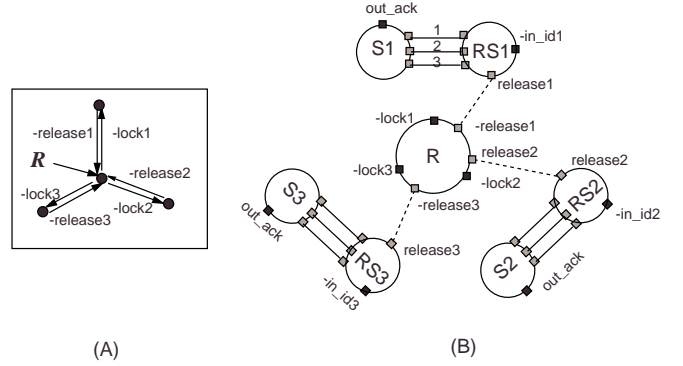 -release1
-lock1
R
-release2
-lock3
-lock2
-release3
(A)
out_ack
S1
1
2
3
RS1
-in_id1
release1
-lock1
-release1
R
release2
-lock3
-lock2
-release3
release2
RS2
-in_id2
S2
out_ack
S3
out_ack
RS3
release3
-in_id3
(B)